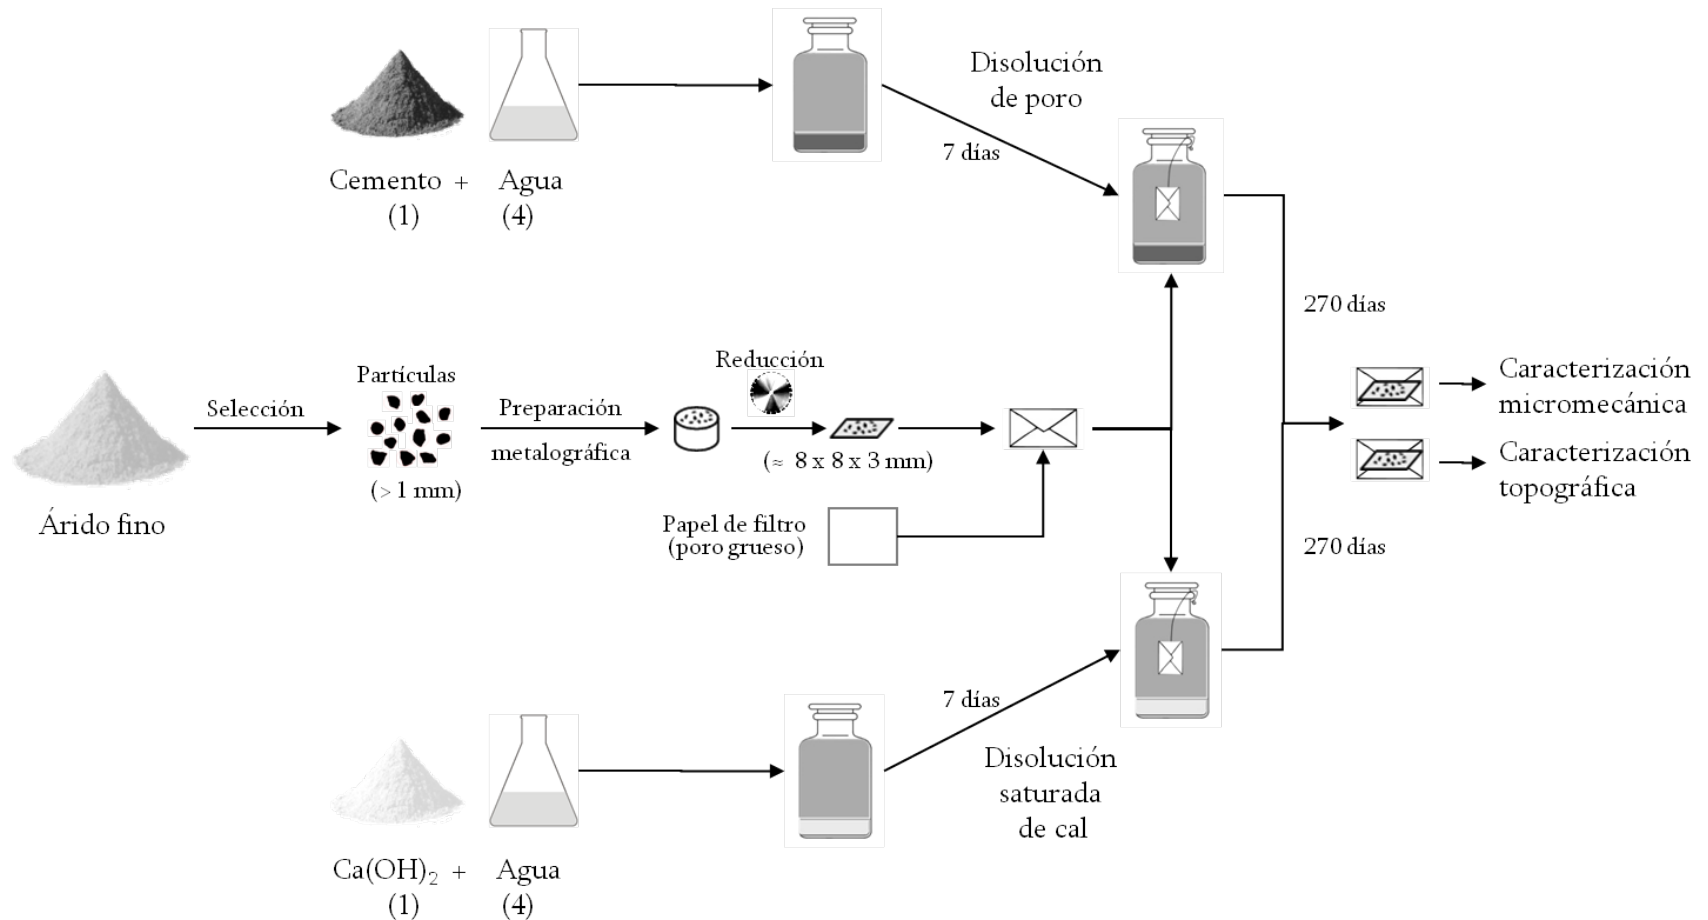 Disolución
de poro
7 días
Cemento + Agua
(1) (4)
270 días
Reducción
Partículas
Selección
Preparación
metalográfica
(≈ 8 x 8 x 3 mm)
(> 1 mm)
Árido fino
Papel de filtro
(poro grueso)
Caracterización
micromecánica
Caracterización
topográfica
270 días
7 días
Disolución
saturada
de cal
Ca(OH)₂ + Agua
(1) (4)